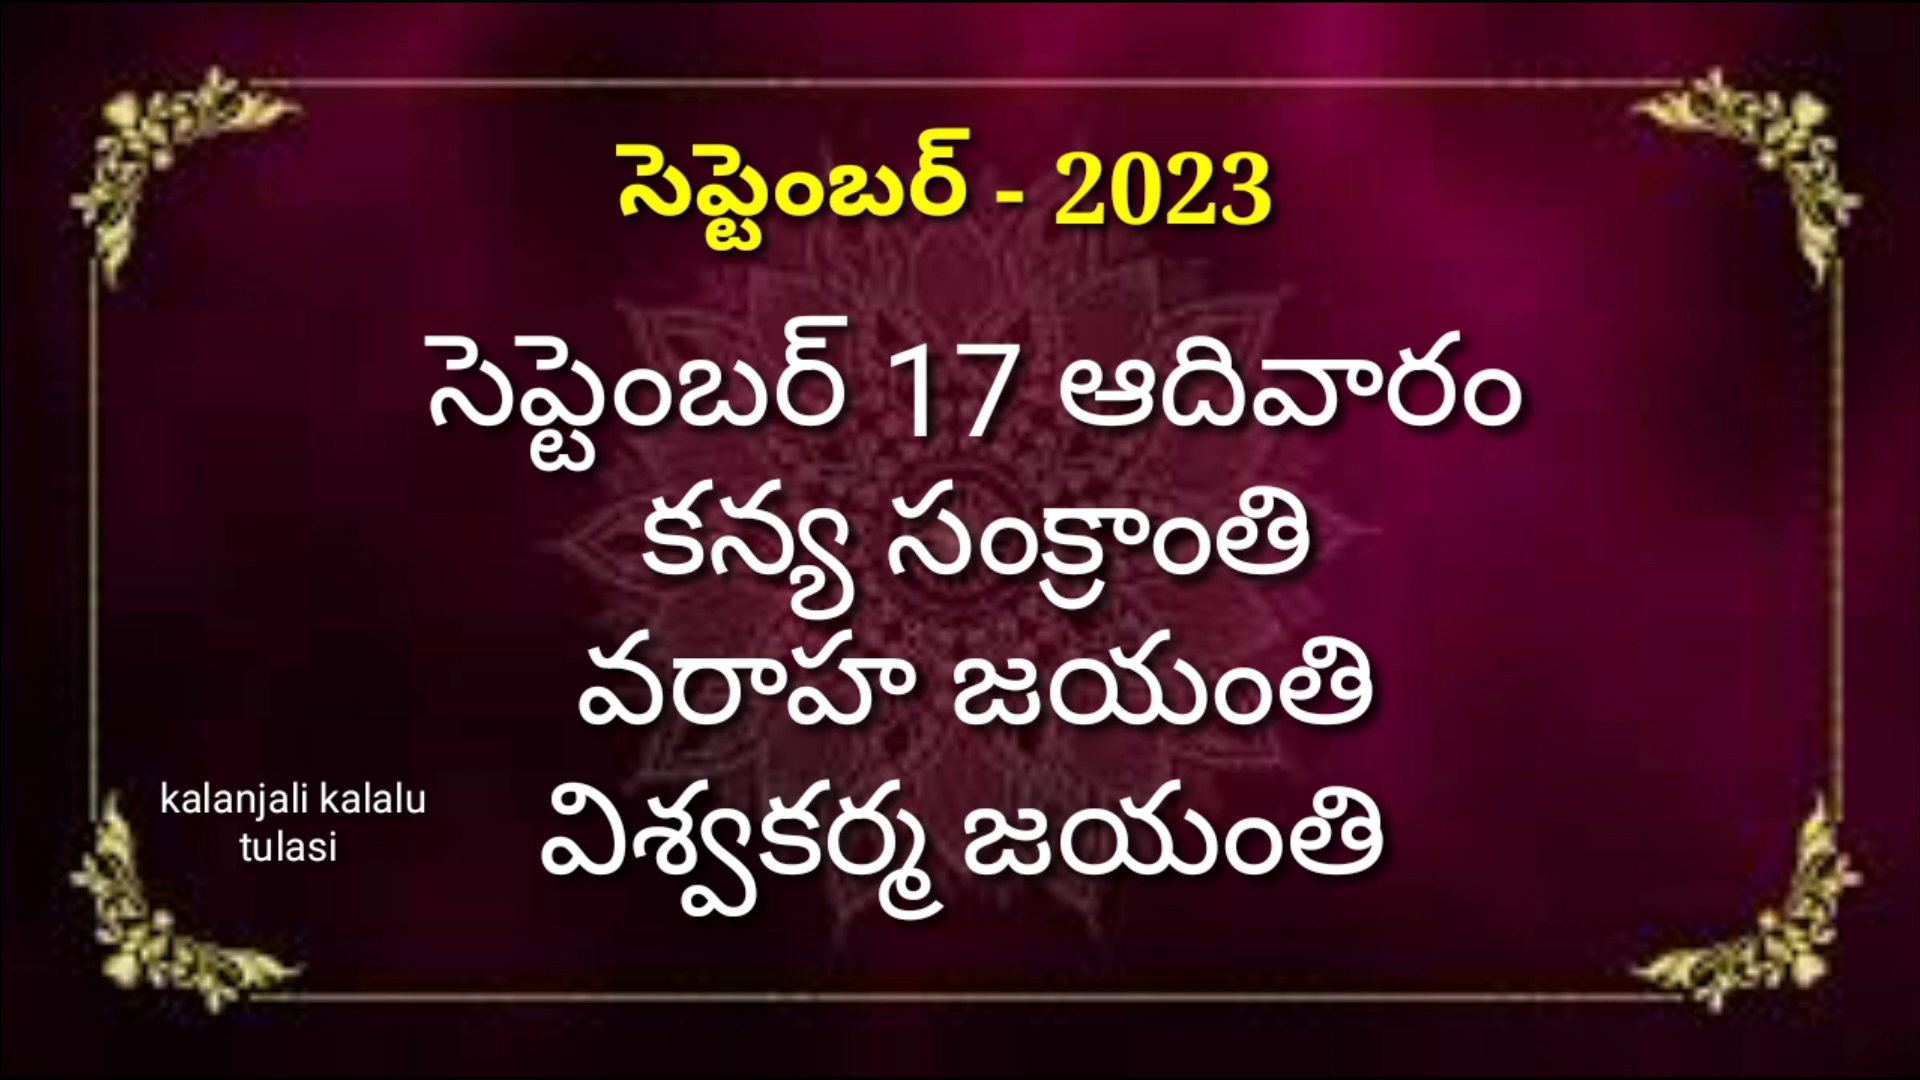 సెప్టెంబర్ - 2023
సెప్టెంబర్ 17 ఆదివారం
కన్య సంక్రాంతి
వరాహ జయంతి
విశ్వకర్మ జయంతి
kalanjali kalalu
tulasi